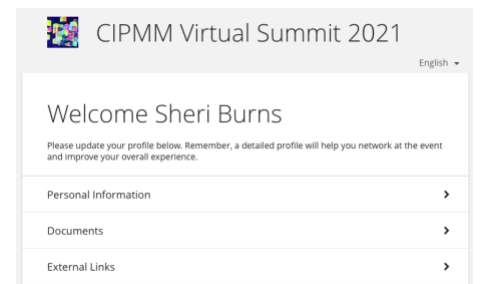 CIPMM Virtual Summit 2021
English
Welcome Sheri Burns
Please update your profile below. Remember, a detailed profile will help you network at the event
and improve your overall experience.
Personal Information
Documents
External Links